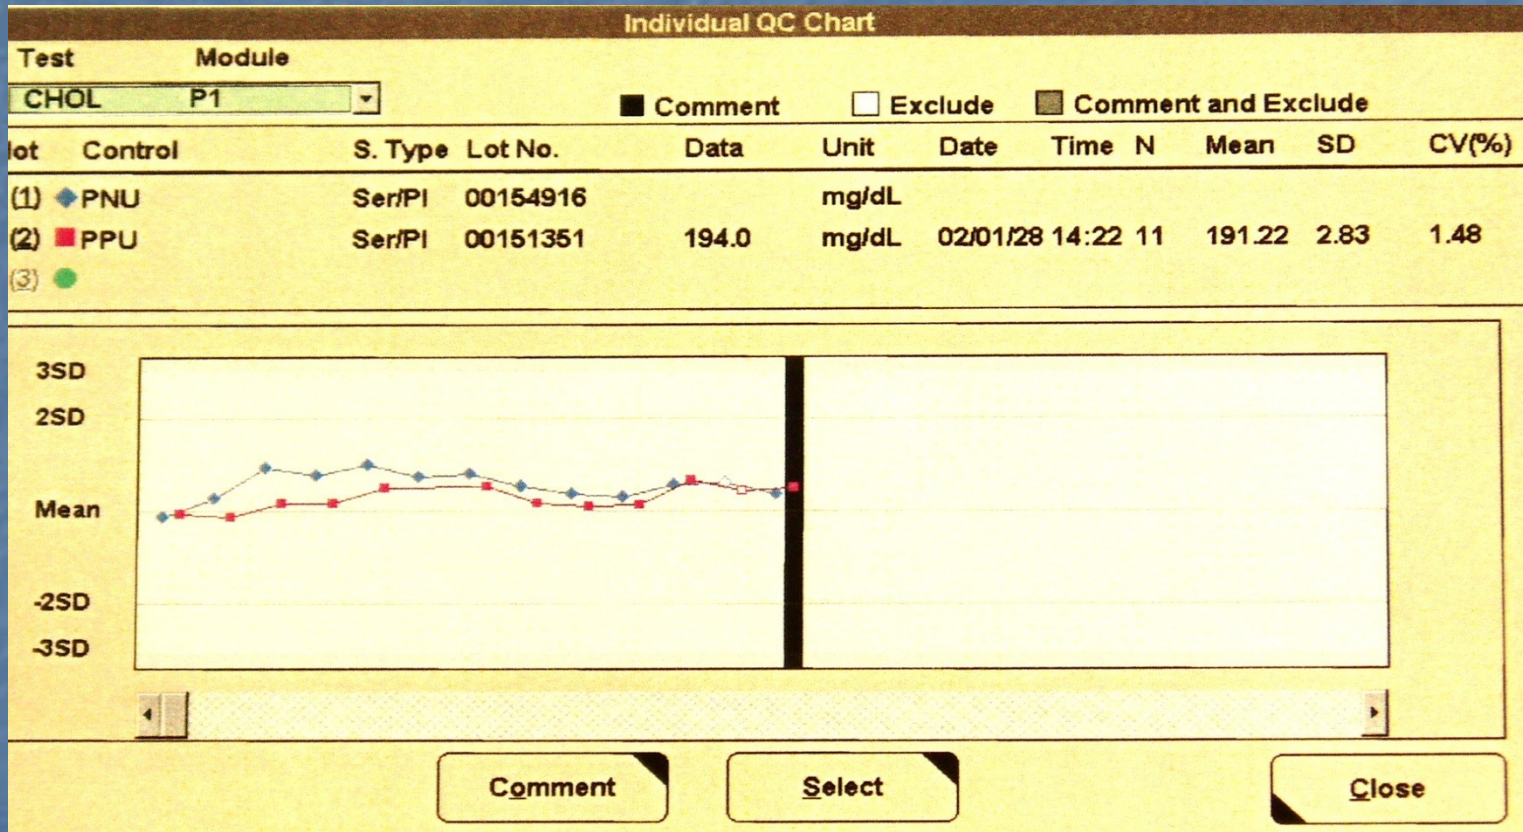 Individual QC Chart
Test Module
CHOL P1
Comment Exclude Comment and Exclude
lot Control S. Type Lot No. Data Unit Date Time N Mean SD CV(%)
(1) PNU Ser/Pl 00154916 mg/dL
(2) PPU Ser/Pl 00151351 194.0 mg/dL 02/01/28 14:22 11 191.22 2.83 1.48
(3)
3SD
2SD
Mean
-2SD
-3SD
Comment Select Close